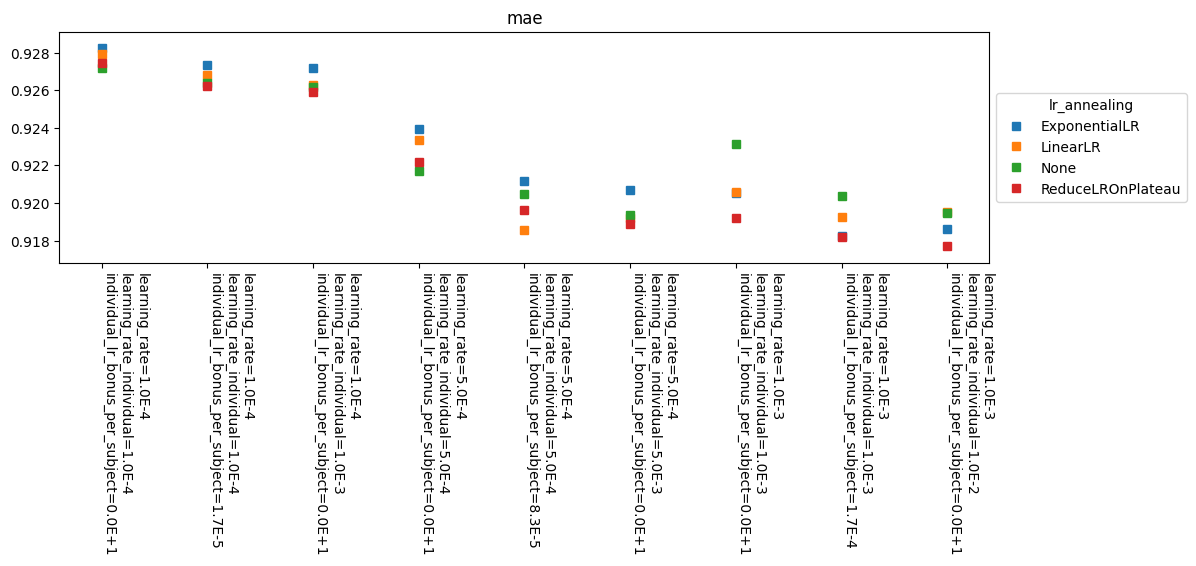 mae
0.928
0.926
0.924
0.922
0.920
0.918
lr_annealing
ExponentialLR
LinearLR
None
ReduceLROnPlateau
learning_rate=1.0E-4
learning_rate_individual=1.0E-4
individual_lr_bonus_per_subject=0.0E+1
learning_rate=1.0E-4
learning_rate_individual=1.0E-4
individual_lr_bonus_per_subject=1.7E-5
learning_rate=1.0E-4
learning_rate_individual=1.0E-3
individual_lr_bonus_per_subject=0.0E+1
learning_rate=5.0E-4
learning_rate_individual=5.0E-4
individual_lr_bonus_per_subject=0.0E+1
learning_rate=5.0E-4
learning_rate_individual=5.0E-4
individual_lr_bonus_per_subject=8.3E-5
learning_rate=5.0E-4
learning_rate_individual=5.0E-3
individual_lr_bonus_per_subject=0.0E+1
learning_rate=1.0E-3
learning_rate_individual=1.0E-3
individual_lr_bonus_per_subject=0.0E+1
learning_rate=1.0E-3
learning_rate_individual=1.0E-3
individual_lr_bonus_per_subject=1.7E-4
learning_rate=1.0E-3
learning_rate_individual=1.0E-2
individual_lr_bonus_per_subject=0.0E+1